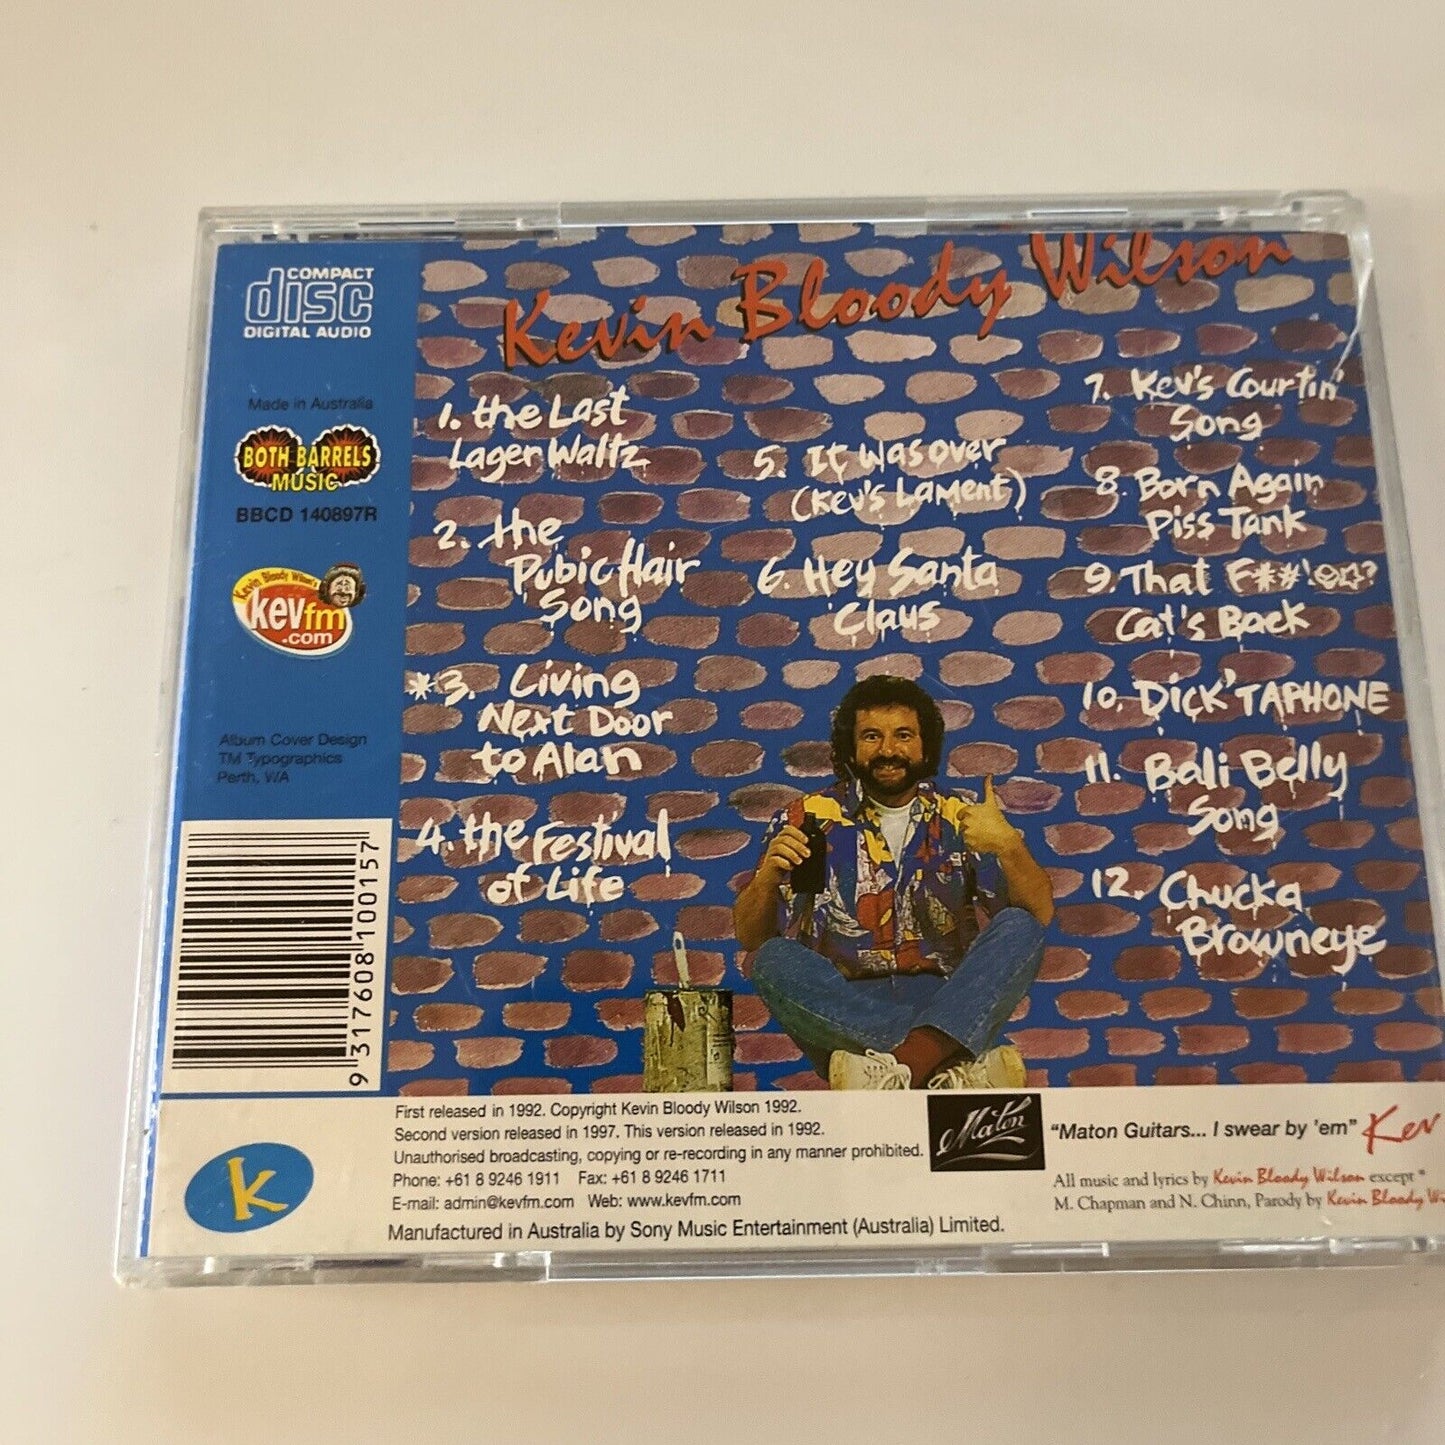 COMPACT
disc
DIGITAL AUDIO
Made in Australia
BOTH BARRELS
MUSIC
BBCD 140897R
Kevin Bloody Wilson's
kevfm
.com
Album Cover Design
TM Typographics
Perth, WA
9 317608 100157
Kevin Bloody Wilson
1. the Last
Lager Waltz
2. the
Pubic Hair
Song
*3. Living
Next Door
to Alan
4. the Festival
of Life
5. It was over
(Kev's Lament)
6. Hey Santa
Claus
7. Kev's Courtin'
Song
8. Born Again
Piss Tank
9. That F**#'!@☆?
Cat's Back
10. DICK'TAPHONE
11. Bali Belly
Song
12. Chucka
Browneye
k
First released in 1992. Copyright Kevin Bloody Wilson 1992.
Second version released in 1997. This version released in 1992.
Unauthorised broadcasting, copying or re-recording in any manner prohibited.
Phone: +61 8 9246 1911 Fax: +61 8 9246 1711
E-mail: admin@kevfm.com Web: www.kevfm.com
Manufactured in Australia by Sony Music Entertainment (Australia) Limited.
Maton
"Maton Guitars... I swear by 'em" Kev
All music and lyrics by Kevin Bloody Wilson except *
M. Chapman and N. Chinn, Parody by Kevin Bloody Wi